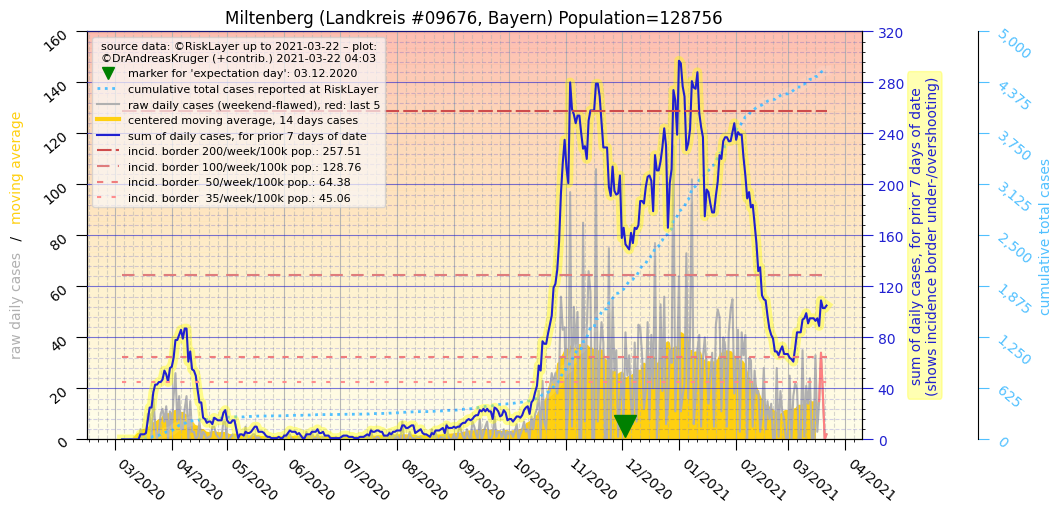 Miltenberg (Landkreis #09676, Bayern) Population=128756
source data: ©RiskLayer up to 2021-03-22 – plot:
©DrAndreasKruger (+contrib.) 2021-03-22 04:03
marker for 'expectation day': 03.12.2020
cumulative total cases reported at RiskLayer
raw daily cases (weekend-flawed), red: last 5
centered moving average, 14 days cases
sum of daily cases, for prior 7 days of date
incid. border 200/week/100k pop.: 257.51
incid. border 100/week/100k pop.: 128.76
incid. border  50/week/100k pop.: 64.38
incid. border  35/week/100k pop.: 45.06
raw daily cases / moving average
160
140
120
100
80
60
40
20
0
03/2020
04/2020
05/2020
06/2020
07/2020
08/2020
09/2020
10/2020
11/2020
12/2020
01/2021
02/2021
03/2021
04/2021
320
280
240
200
160
120
80
40
0
sum of daily cases, for prior 7 days of date
(shows incidence border under-/overshooting)
5,000
4,375
3,750
3,125
2,500
1,875
1,250
625
0
cumulative total cases